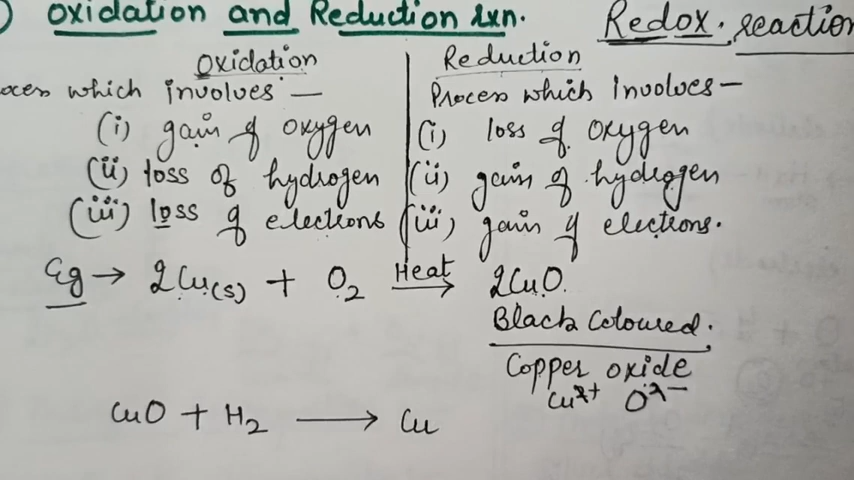 ) Oxidation and Reduction rxn. Redox. reaction
Oxidation
ocess which involves —
(i) gain of oxygen
(ii) loss of hydrogen
(iii) loss of electrons
Reduction
Process which involves —
(i) loss of oxygen
(ii) gain of hydrogen
(iii) gain of electrons.
Eg → 2Cu(s) + O₂ Heat→ 2CuO.
Black Coloured.
Copper oxide
Cu²⁺ O²⁻
CuO + H₂ ⟶ Cu